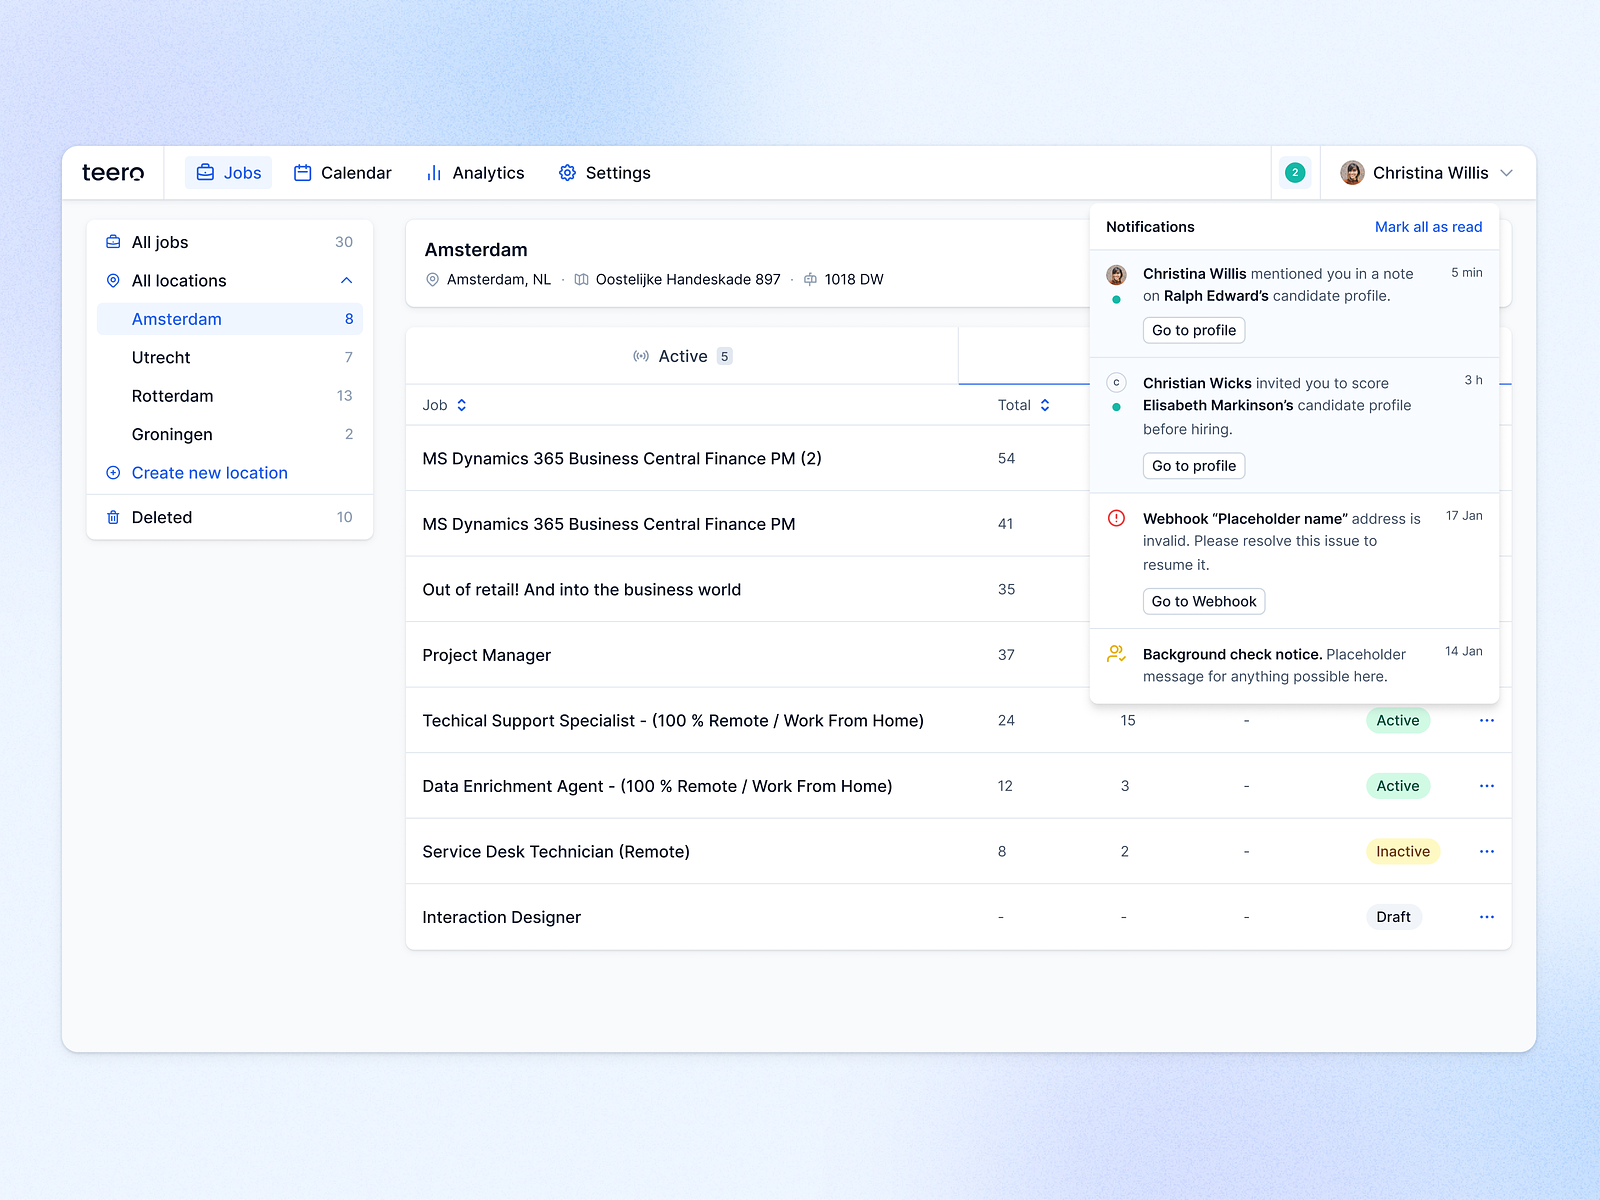 teero
Jobs
Calendar
Analytics
Settings
2
Christina Willis
All jobs 30
All locations
Amsterdam 8
Utrecht 7
Rotterdam 13
Groningen 2
Create new location
Deleted 10
Amsterdam
Amsterdam, NL · Oostelijke Handeskade 897 · 1018 DW
Active 5
Job Total
MS Dynamics 365 Business Central Finance PM (2) 54
MS Dynamics 365 Business Central Finance PM 41
Out of retail! And into the business world 35
Project Manager 37
Techical Support Specialist - (100 % Remote / Work From Home) 24 15 - Active
Data Enrichment Agent - (100 % Remote / Work From Home) 12 3 - Active
Service Desk Technician (Remote) 8 2 - Inactive
Interaction Designer - - - Draft
Notifications Mark all as read
Christina Willis mentioned you in a note 5 min
on Ralph Edward’s candidate profile.
Go to profile
C
Christian Wicks invited you to score 3 h
Elisabeth Markinson’s candidate profile
before hiring.
Go to profile
Webhook “Placeholder name” address is 17 Jan
invalid. Please resolve this issue to
resume it.
Go to Webhook
Background check notice. Placeholder 14 Jan
message for anything possible here.